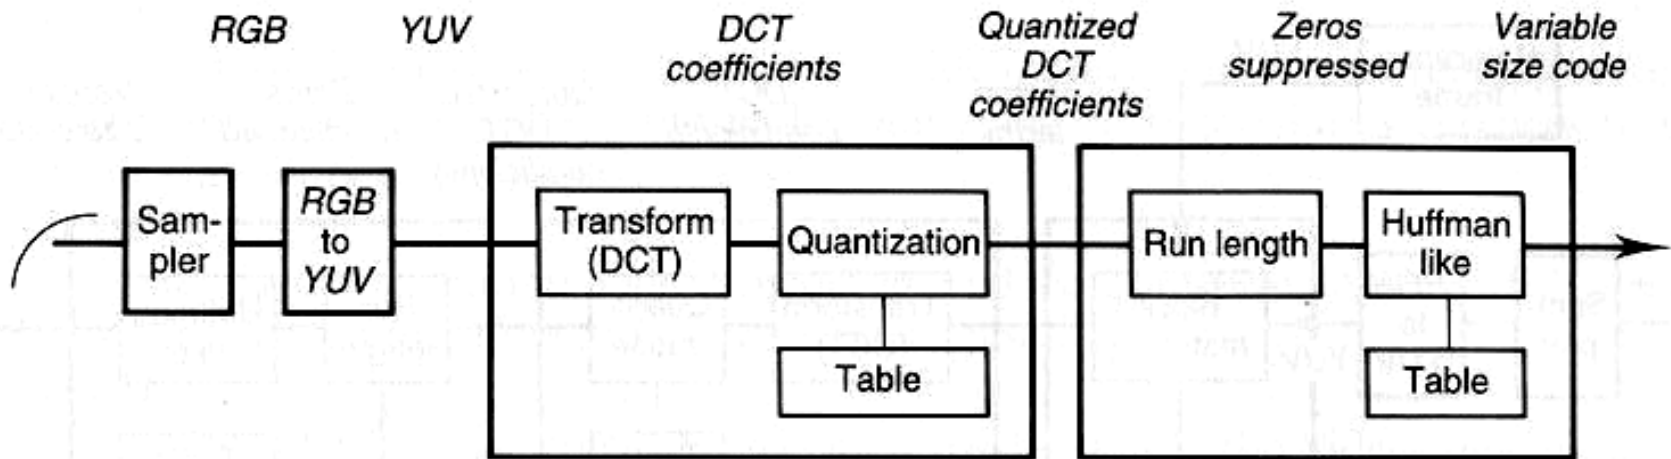 RGB
YUV
DCT
coefficients
Quantized
DCT
coefficients
Zeros
suppressed
Variable
size code
Sam-
pler
RGB
to
YUV
Transform
(DCT)
Quantization
Table
Run length
Huffman
like
Table